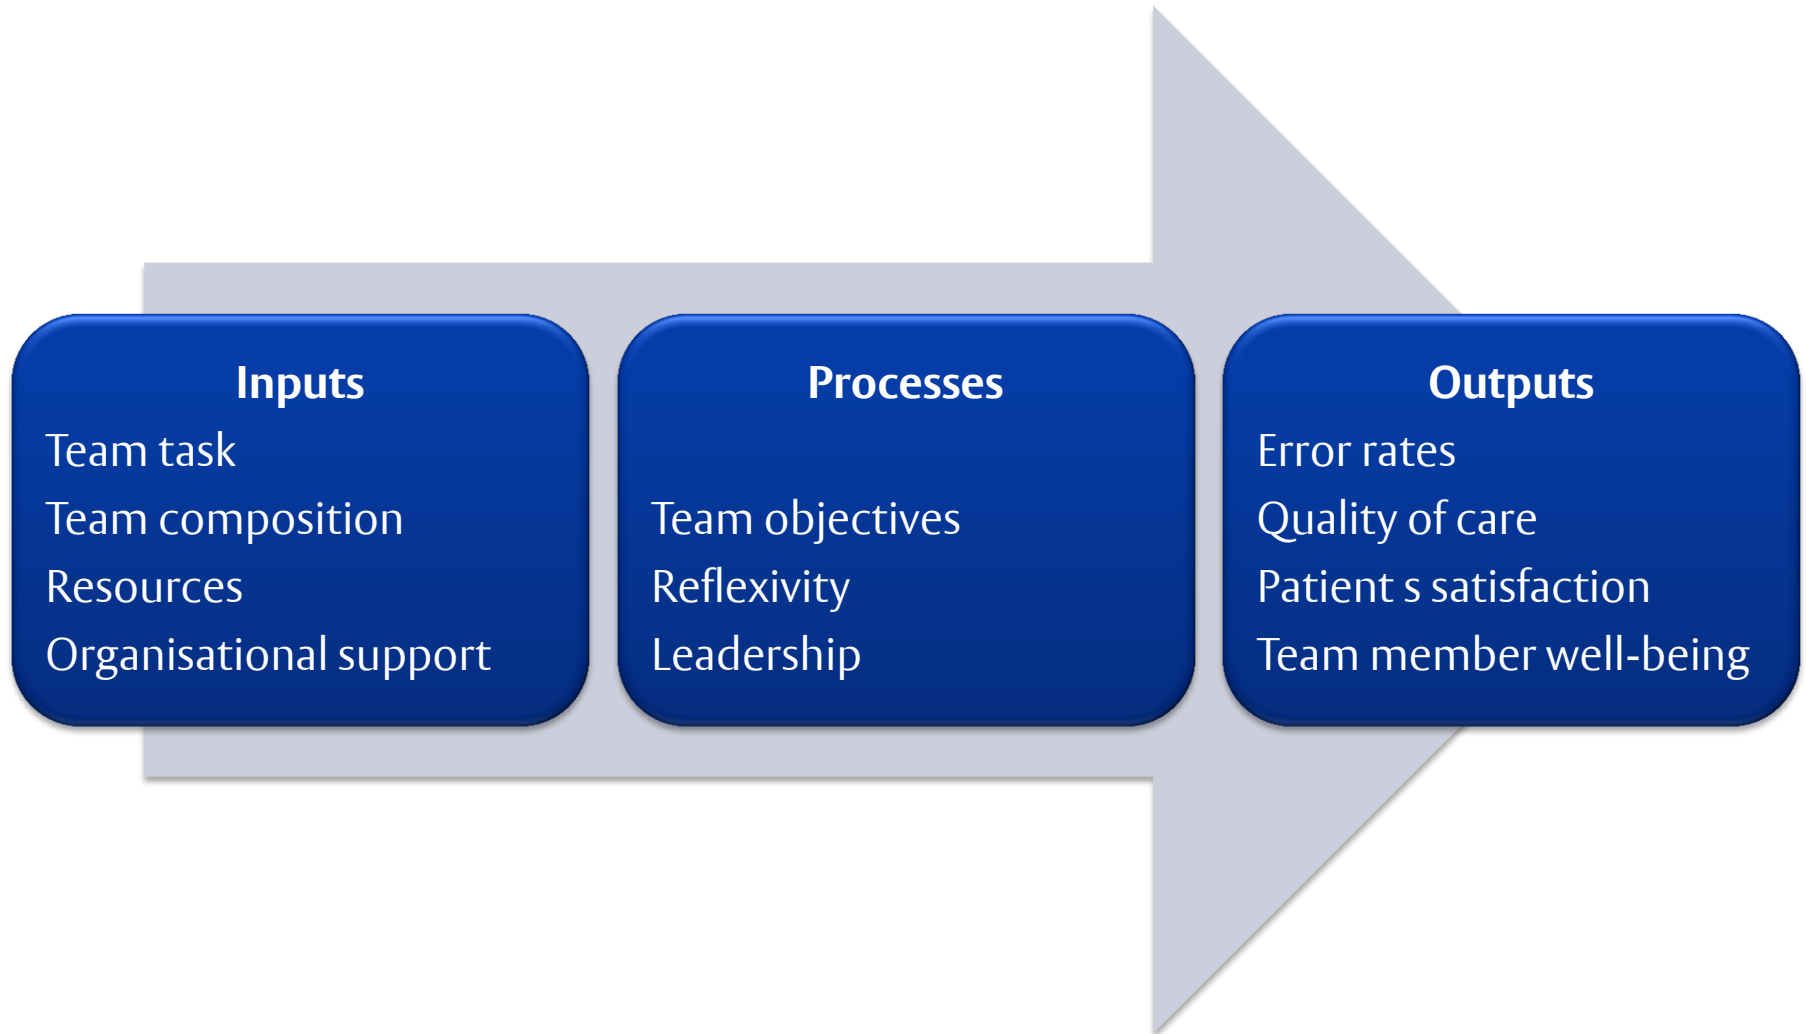 Inputs
Team task
Team composition
Resources
Organisational support
Processes
Team objectives
Reflexivity
Leadership
Outputs
Error rates
Quality of care
Patient s satisfaction
Team member well-being